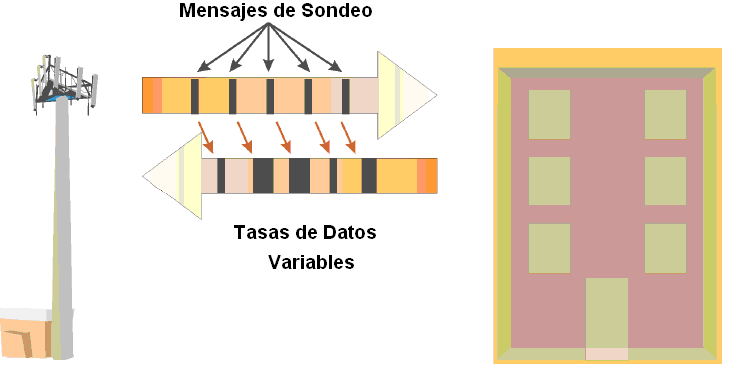 Mensajes de Sondeo
Tasas de Datos
Variables